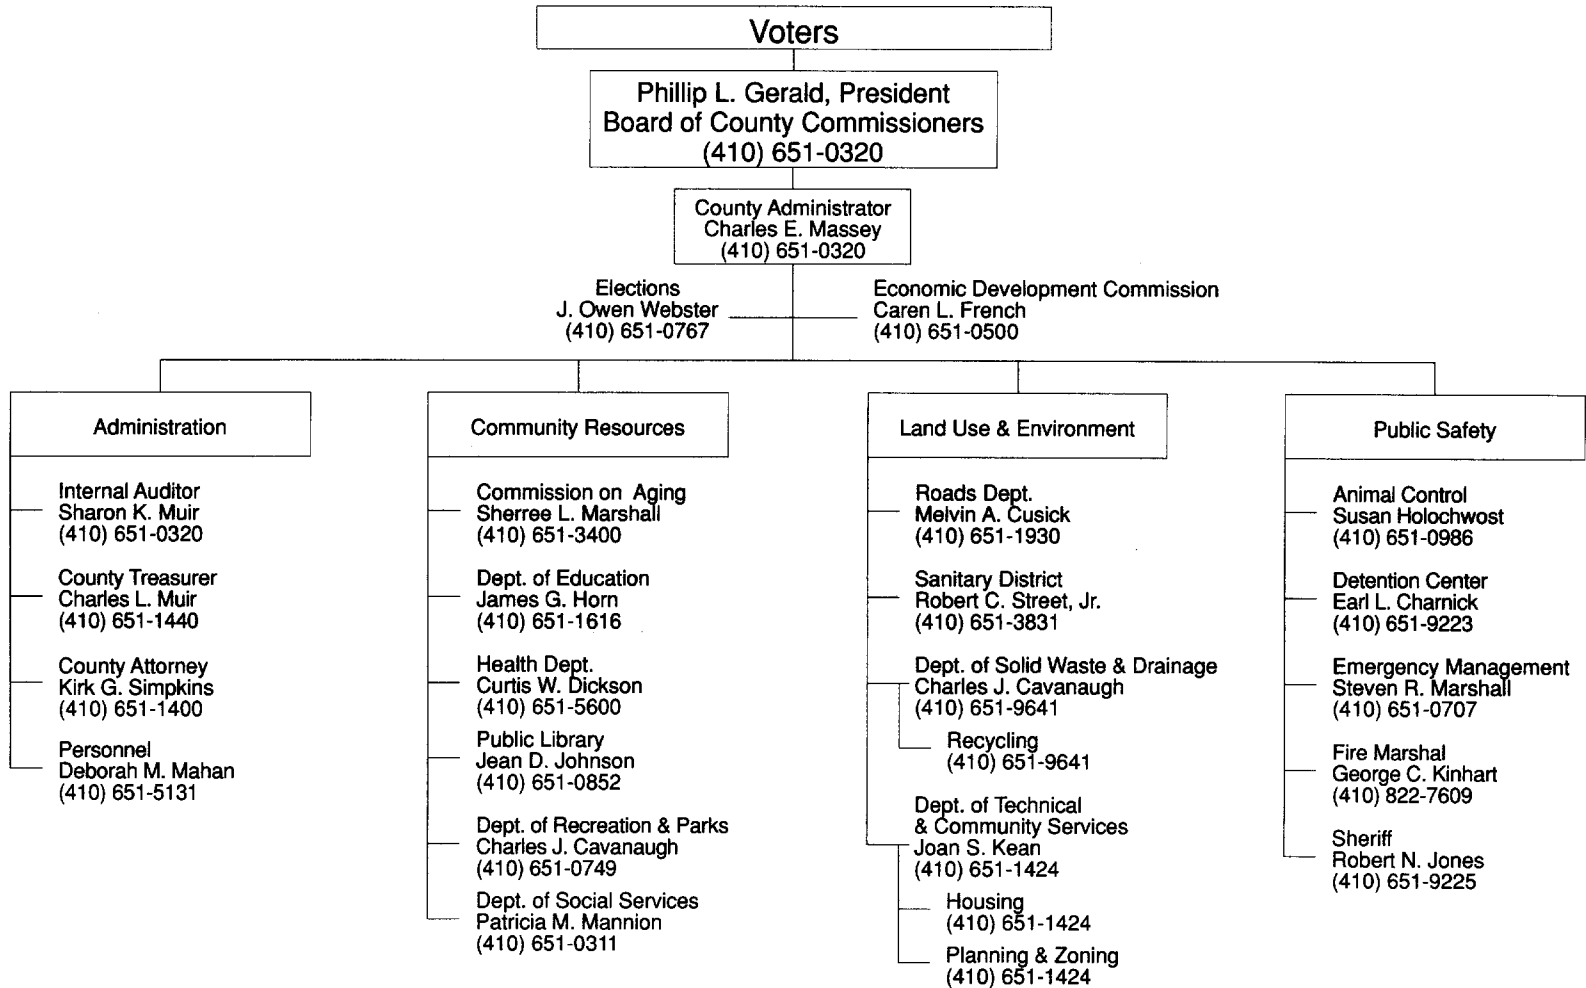 Voters
Phillip L. Gerald, President
Board of County Commissioners
(410) 651-0320
County Administrator
Charles E. Massey
(410) 651-0320
Elections
J. Owen Webster
(410) 651-0767
Economic Development Commission
Caren L. French
(410) 651-0500
Administration
Internal Auditor
Sharon K. Muir
(410) 651-0320
County Treasurer
Charles L. Muir
(410) 651-1440
County Attorney
Kirk G. Simpkins
(410) 651-1400
Personnel
Deborah M. Mahan
(410) 651-5131
Community Resources
Commission on Aging
Sherree L. Marshall
(410) 651-3400
Dept. of Education
James G. Horn
(410) 651-1616
Health Dept.
Curtis W. Dickson
(410) 651-5600
Public Library
Jean D. Johnson
(410) 651-0852
Dept. of Recreation & Parks
Charles J. Cavanaugh
(410) 651-0749
Dept. of Social Services
Patricia M. Mannion
(410) 651-0311
Land Use & Environment
Roads Dept.
Melvin A. Cusick
(410) 651-1930
Sanitary District
Robert C. Street, Jr.
(410) 651-3831
Dept. of Solid Waste & Drainage
Charles J. Cavanaugh
(410) 651-9641
Recycling
(410) 651-9641
Dept. of Technical
& Community Services
Joan S. Kean
(410) 651-1424
Housing
(410) 651-1424
Planning & Zoning
(410) 651-1424
Public Safety
Animal Control
Susan Holochwost
(410) 651-0986
Detention Center
Earl L. Charnick
(410) 651-9223
Emergency Management
Steven R. Marshall
(410) 651-0707
Fire Marshal
George C. Kinhart
(410) 822-7609
Sheriff
Robert N. Jones
(410) 651-9225